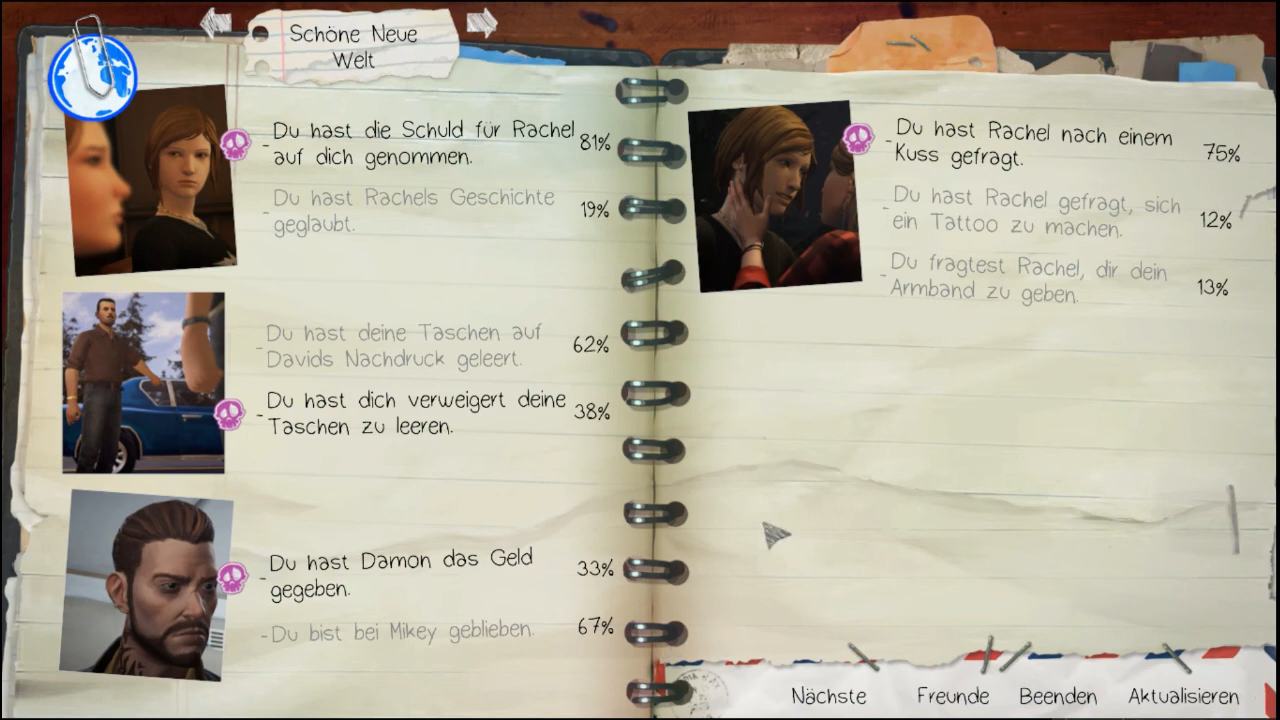 Schöne Neue
Welt
Du hast die Schuld für Rachel
- auf dich genommen. 81%
Du hast Rachels Geschichte
- geglaubt. 19%
Du hast deine Taschen auf
- Davids Nachdruck geleert. 62%
Du hast dich verweigert deine
- Taschen zu leeren. 38%
Du hast Damon das Geld
- gegeben. 33%
- Du bist bei Mikey geblieben. 67%
- Du hast Rachel nach einem
Kuss gefragt. 75%
Du hast Rachel gefragt, sich
- ein Tattoo zu machen. 12%
Du fragtest Rachel, dir dein
- Armband zu geben. 13%
Nächste Freunde Beenden Aktualisieren